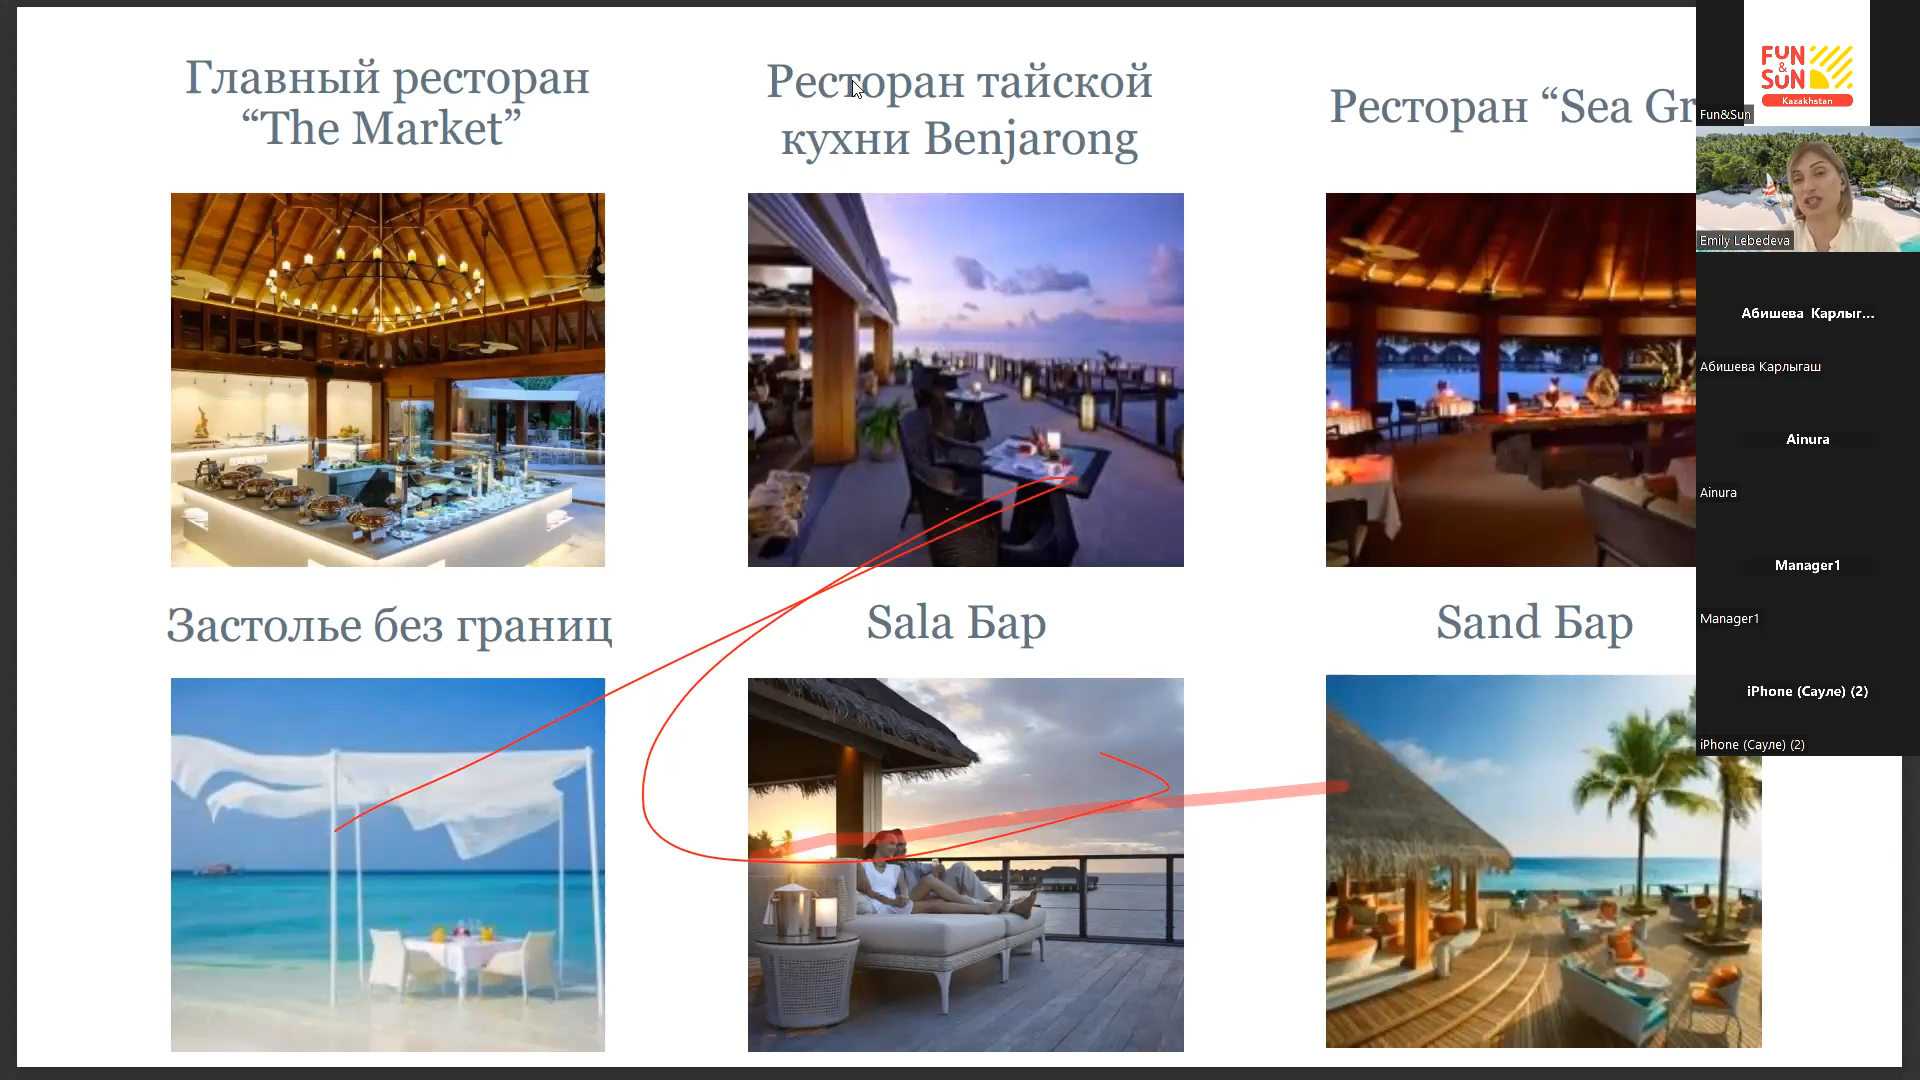 Главный ресторан
“The Market”
Ресторан тайской
кухни Benjarong
Ресторан “Sea Gr
Застолье без границ
Sala Бар
Sand Бар
FUN
&
SUN
Kazakhstan
Fun&Sun
Emily Lebedeva
Абишева Карлыг...
Абишева Карлыгаш
Ainura
Ainura
Manager1
Manager1
iPhone (Сауле) (2)
iPhone (Сауле) (2)